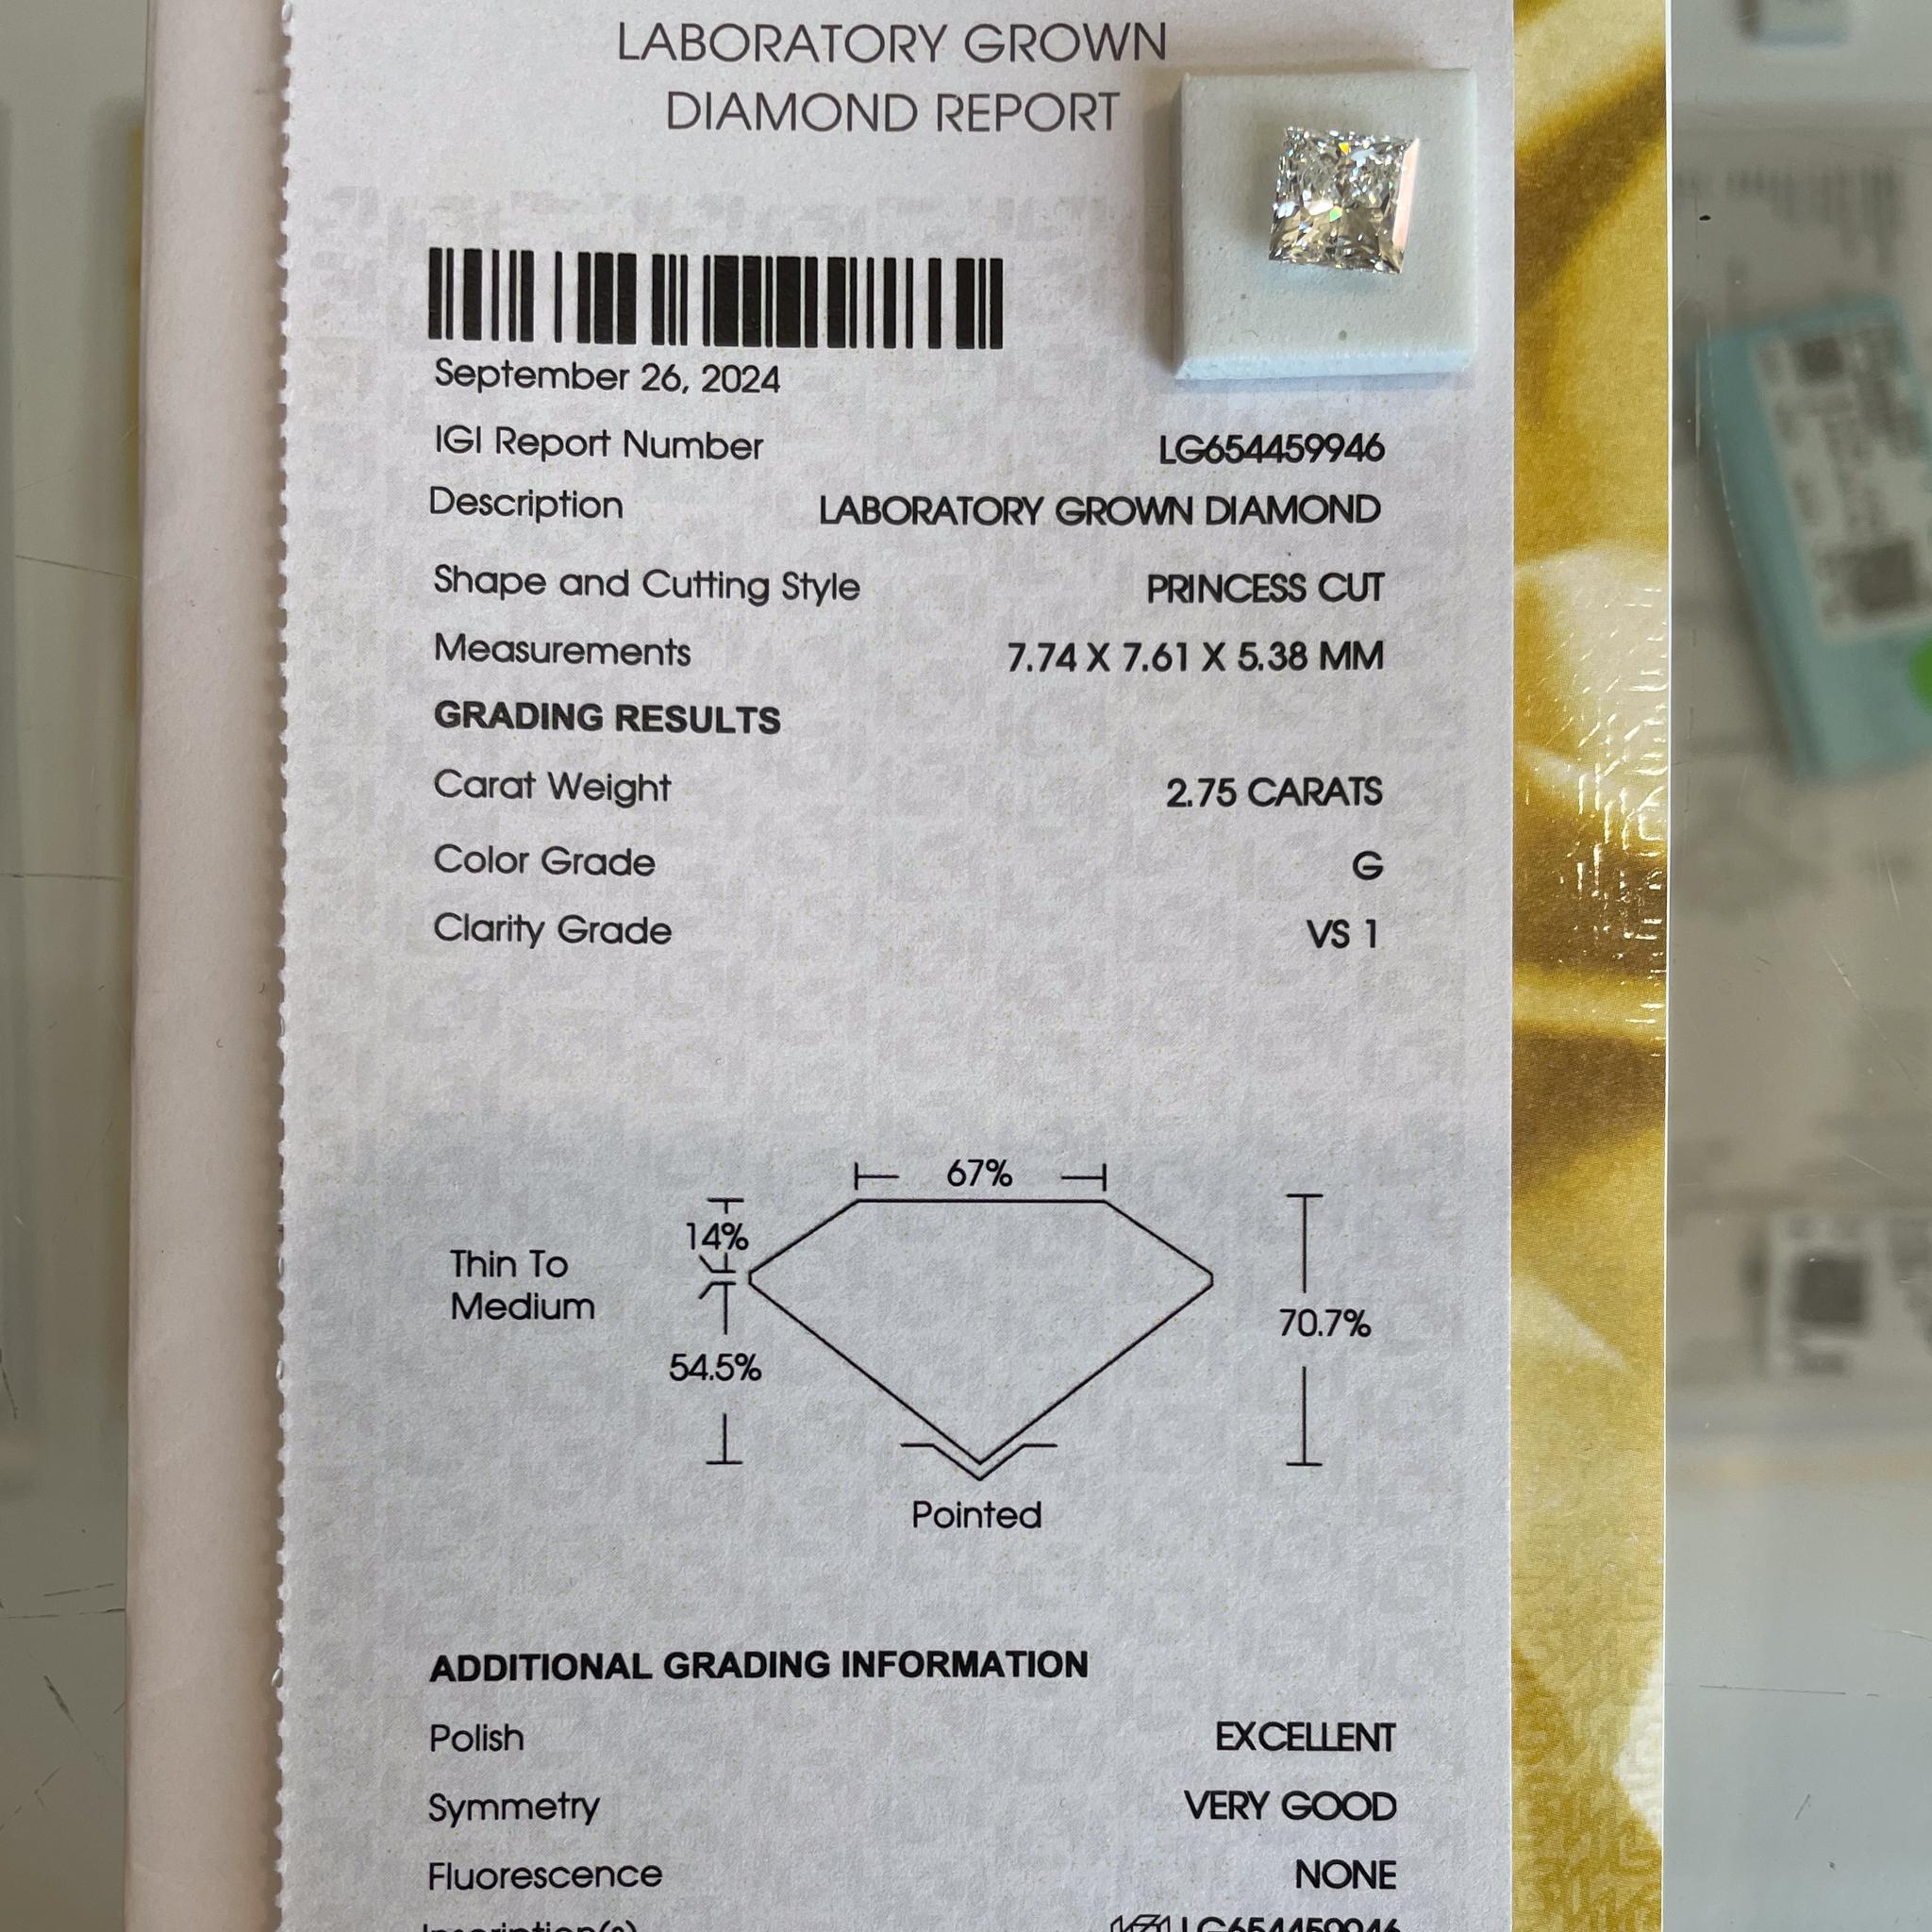 LABORATORY GROWN
DIAMOND REPORT
September 26, 2024
IGI Report Number LG654459946
Description LABORATORY GROWN DIAMOND
Shape and Cutting Style PRINCESS CUT
Measurements 7.74 X 7.61 X 5.38 MM
GRADING RESULTS
Carat Weight 2.75 CARATS
Color Grade G
Clarity Grade VS 1
67%
14%
Thin To
Medium
70.7%
54.5%
Pointed
ADDITIONAL GRADING INFORMATION
Polish EXCELLENT
Symmetry VERY GOOD
Fluorescence NONE
Inscription(s) LG654459946